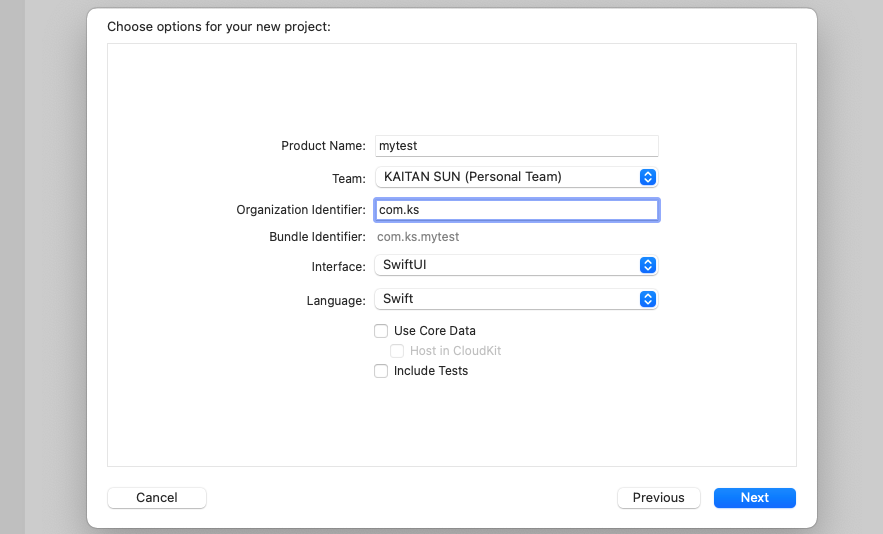 Choose options for your new project:
Product Name: mytest
Team: KAITAN SUN (Personal Team)
Organization Identifier: com.ks
Bundle Identifier: com.ks.mytest
Interface: SwiftUI
Language: Swift
Use Core Data
Host in CloudKit
Include Tests
Cancel Previous Next